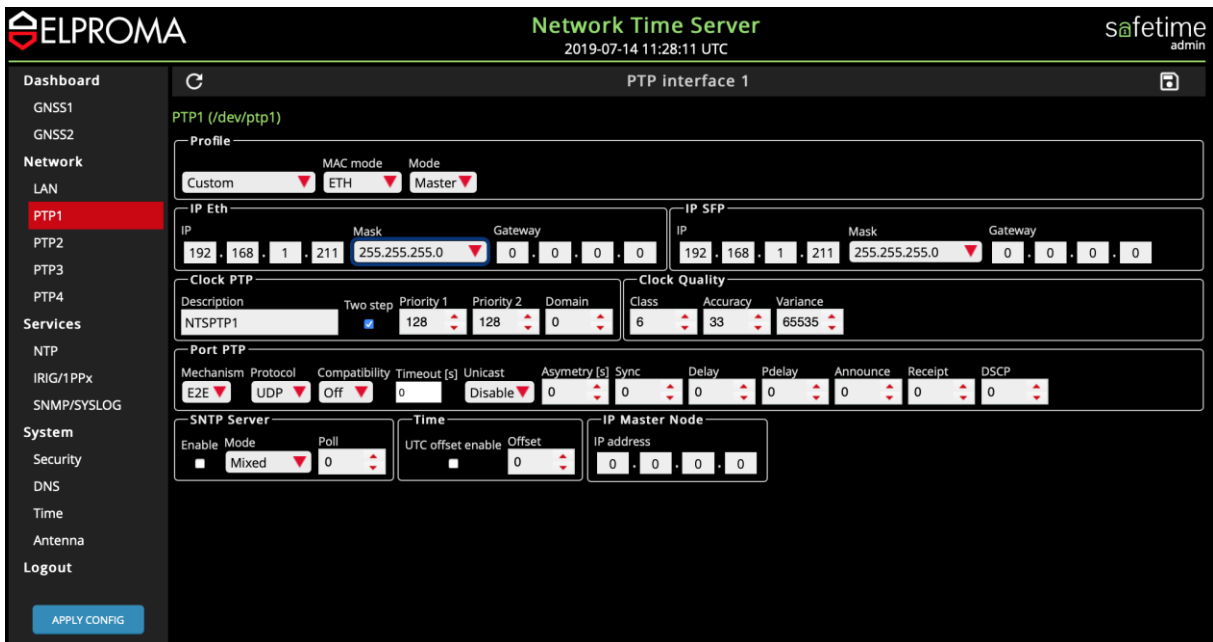 ELPROMA
Network Time Server
2019-07-14 11:28:11 UTC
safetime
admin
Dashboard
GNSS1
GNSS2
Network
LAN
PTP1
PTP2
PTP3
PTP4
Services
NTP
IRIG/1PPx
SNMP/SYSLOG
System
Security
DNS
Time
Antenna
Logout
APPLY CONFIG
PTP interface 1
PTP1 (/dev/ptp1)
Profile
MAC mode Mode
Custom ETH Master
IP Eth
IP Mask Gateway
192 . 168 . 1 . 211 255.255.255.0 0 . 0 . 0 . 0
IP SFP
IP Mask Gateway
192 . 168 . 1 . 211 255.255.255.0 0 . 0 . 0 . 0
Clock PTP
Description Two step Priority 1 Priority 2 Domain
NTSPTP1 128 128 0
Clock Quality
Class Accuracy Variance
6 33 65535
Port PTP
Mechanism Protocol Compatibility Timeout [s] Unicast Asymetry [s] Sync Delay Pdelay Announce Receipt DSCP
E2E UDP Off 0 Disable 0 0 0 0 0 0 0
SNTP Server
Enable Mode Poll
Mixed 0
Time
UTC offset enable Offset
0
IP Master Node
IP address
0 . 0 . 0 . 0